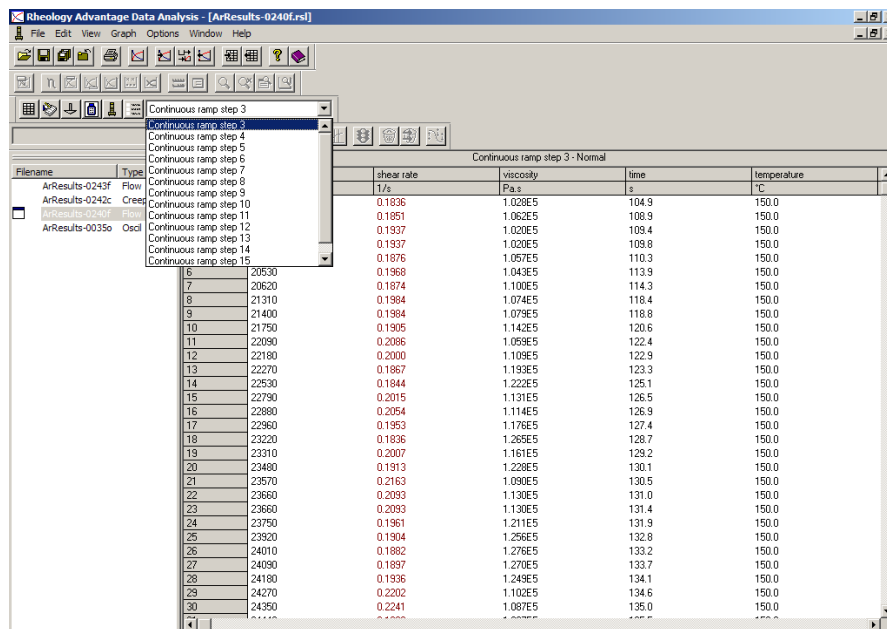 Rheology Advantage Data Analysis - [ArResults-0240f.rsl]
File Edit View Graph Options Window Help
Continuous ramp step 3
Continuous ramp step 3
Continuous ramp step 4
Continuous ramp step 5
Continuous ramp step 6
Continuous ramp step 7
Continuous ramp step 8
Continuous ramp step 9
Continuous ramp step 10
Continuous ramp step 11
Continuous ramp step 12
Continuous ramp step 13
Continuous ramp step 14
Continuous ramp step 15
Filename Type
ArResults-0243f Flow
ArResults-0242c Creep
ArResults-0240f Flow
ArResults-0035o Oscil
Continuous ramp step 3 - Normal
shear rate viscosity time temperature
1/s Pa.s s °C
0.1836 1.028E5 104.9 150.0
0.1851 1.062E5 108.9 150.0
0.1937 1.020E5 109.4 150.0
0.1937 1.020E5 109.8 150.0
0.1876 1.057E5 110.3 150.0
6 20530 0.1968 1.043E5 113.9 150.0
7 20620 0.1874 1.100E5 114.3 150.0
8 21310 0.1984 1.074E5 118.4 150.0
9 21400 0.1984 1.079E5 118.8 150.0
10 21750 0.1905 1.142E5 120.6 150.0
11 22090 0.2086 1.059E5 122.4 150.0
12 22180 0.2000 1.109E5 122.9 150.0
13 22270 0.1867 1.193E5 123.3 150.0
14 22530 0.1844 1.222E5 125.1 150.0
15 22790 0.2015 1.131E5 126.5 150.0
16 22880 0.2054 1.114E5 126.9 150.0
17 22960 0.1953 1.176E5 127.4 150.0
18 23220 0.1836 1.265E5 128.7 150.0
19 23310 0.2007 1.161E5 129.2 150.0
20 23480 0.1913 1.228E5 130.1 150.0
21 23570 0.2163 1.090E5 130.5 150.0
22 23660 0.2093 1.130E5 131.0 150.0
23 23660 0.2093 1.130E5 131.4 150.0
24 23750 0.1961 1.211E5 131.9 150.0
25 23920 0.1904 1.256E5 132.8 150.0
26 24010 0.1882 1.276E5 133.2 150.0
27 24090 0.1897 1.270E5 133.7 150.0
28 24180 0.1936 1.249E5 134.1 150.0
29 24270 0.2202 1.102E5 134.6 150.0
30 24350 0.2241 1.087E5 135.0 150.0